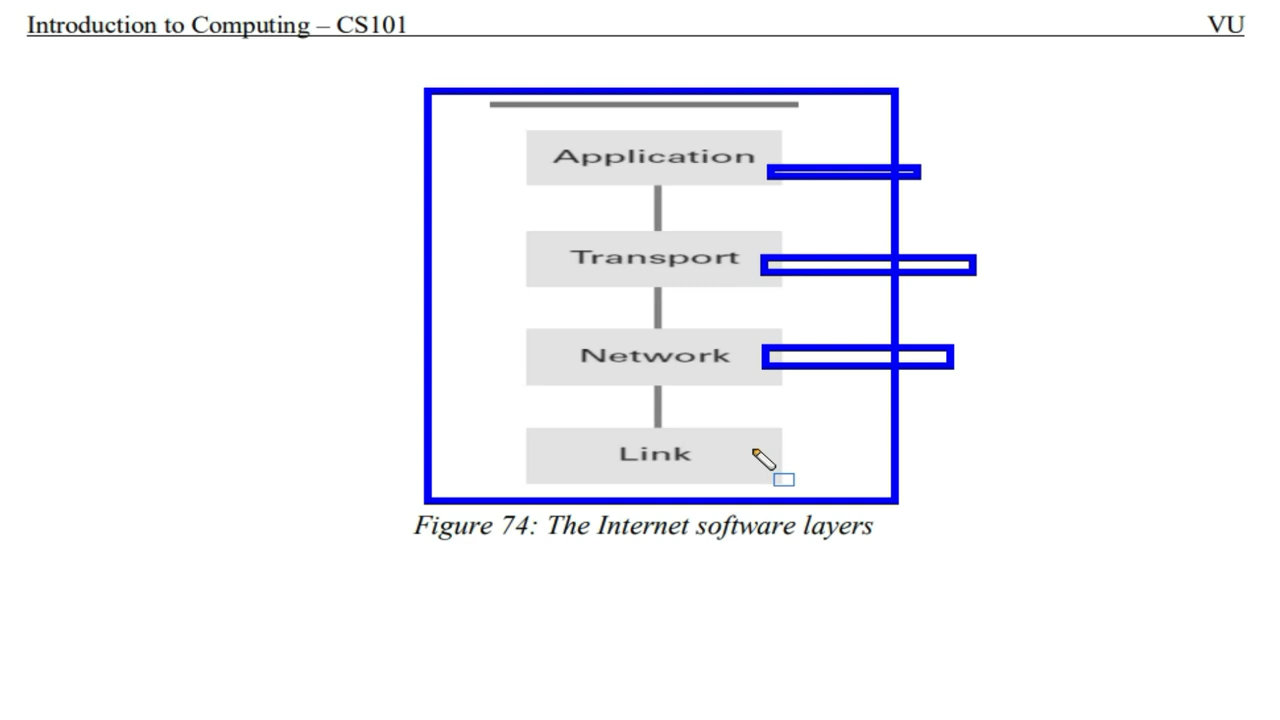 Introduction to Computing – CS101 VU
Application
Transport
Network
Link
Figure 74: The Internet software layers